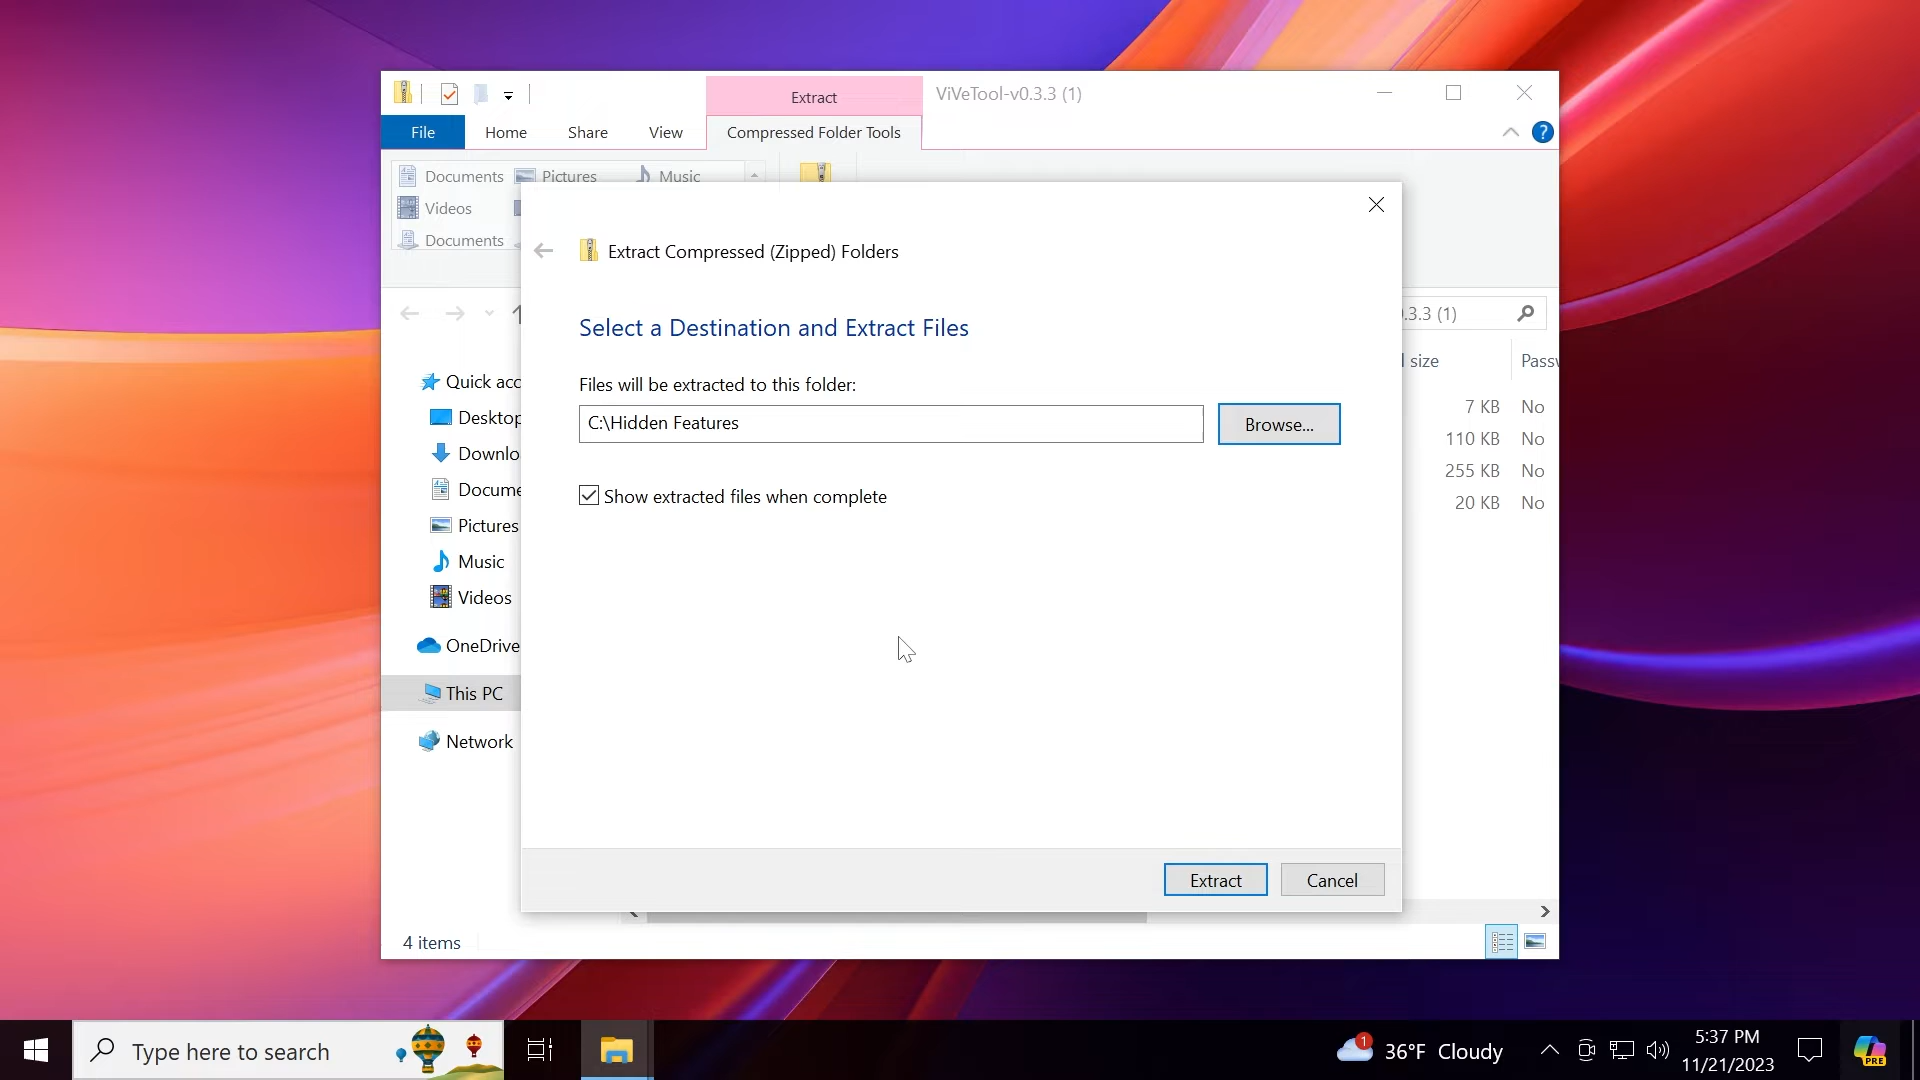 Extract
ViVeTool-v0.3.3 (1)
File
Home
Share
View
Compressed Folder Tools
?
Documents
Pictures
Music
Videos
Documents
Extract Compressed (Zipped) Folders
Select a Destination and Extract Files
Files will be extracted to this folder:
C:\Hidden Features
Browse...
Show extracted files when complete
.3.3 (1)
size
7 KB No
110 KB No
255 KB No
20 KB No
Quick
Pictures
Music
Videos
OneDrive
This PC
Network
Extract
Cancel
4 items
Type here to search
1
36°F Cloudy
5:37 PM
11/21/2023
PRE